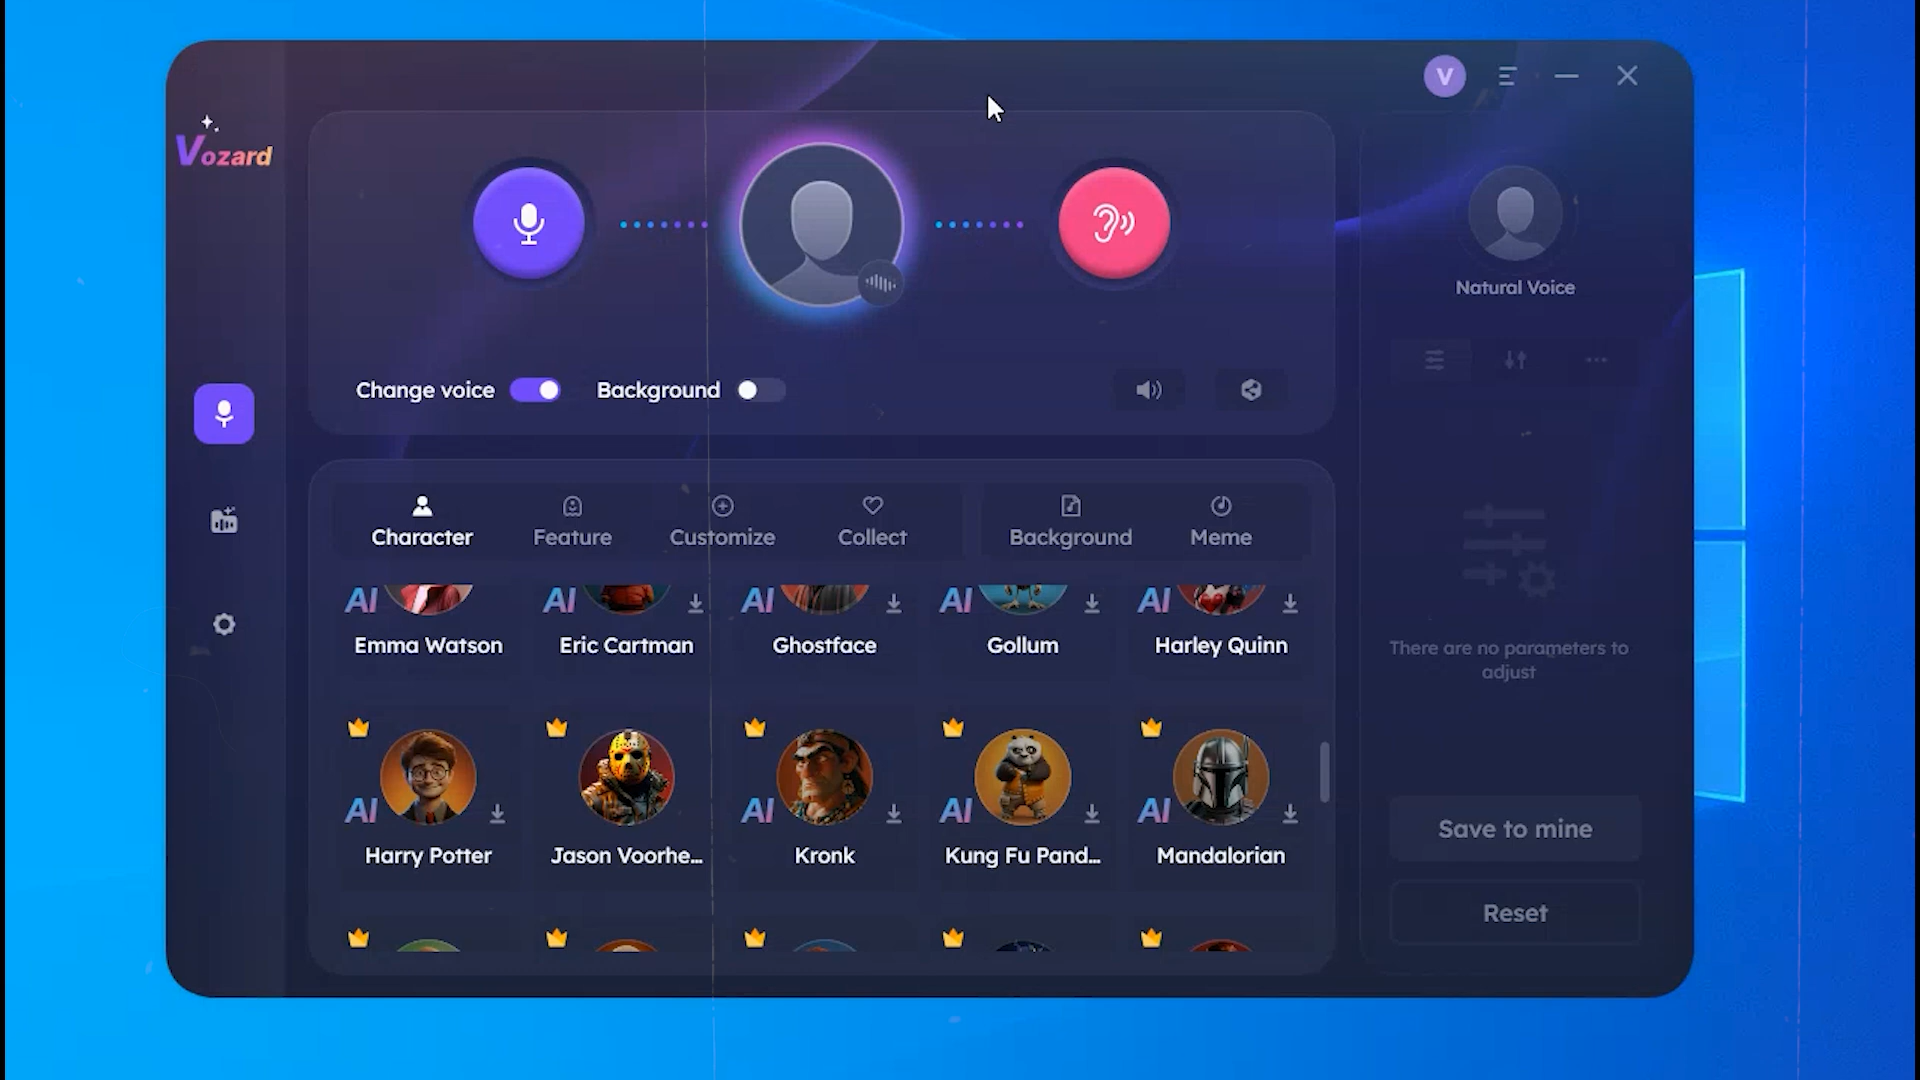 V
Vozard
Natural Voice
Change voice
Background
Character
Feature
Customize
Collect
Background
Meme
AI
AI
AI
AI
AI
Emma Watson
Eric Cartman
Ghostface
Gollum
Harley Quinn
There are no parameters to
adjust
AI
AI
AI
AI
Harry Potter
Jason Voorhe...
Kronk
Kung Fu Pand...
Mandalorian
Save to mine
Reset